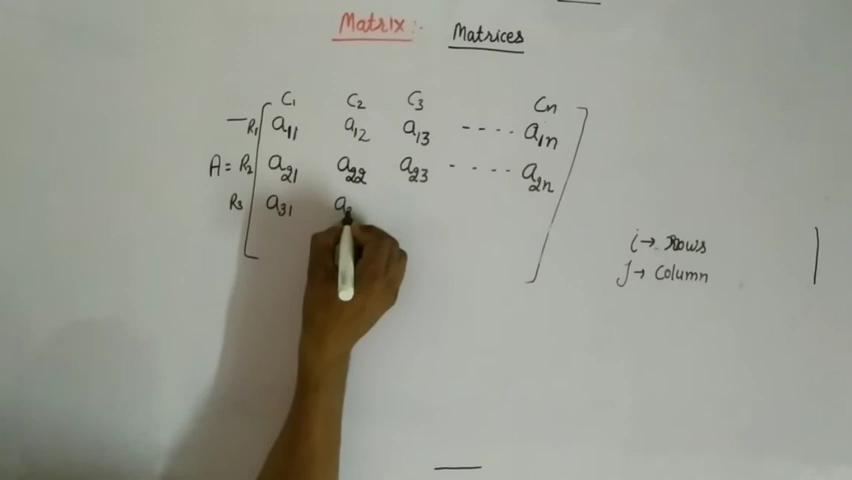 Matrix:- Matrices
C1 C2 C3 Cn
R1 a11 a12 a13 ---- a1n
A = R2 a21 a22 a23 ---- a2n
R3 a31 a3
i→ Rows
j→ Column